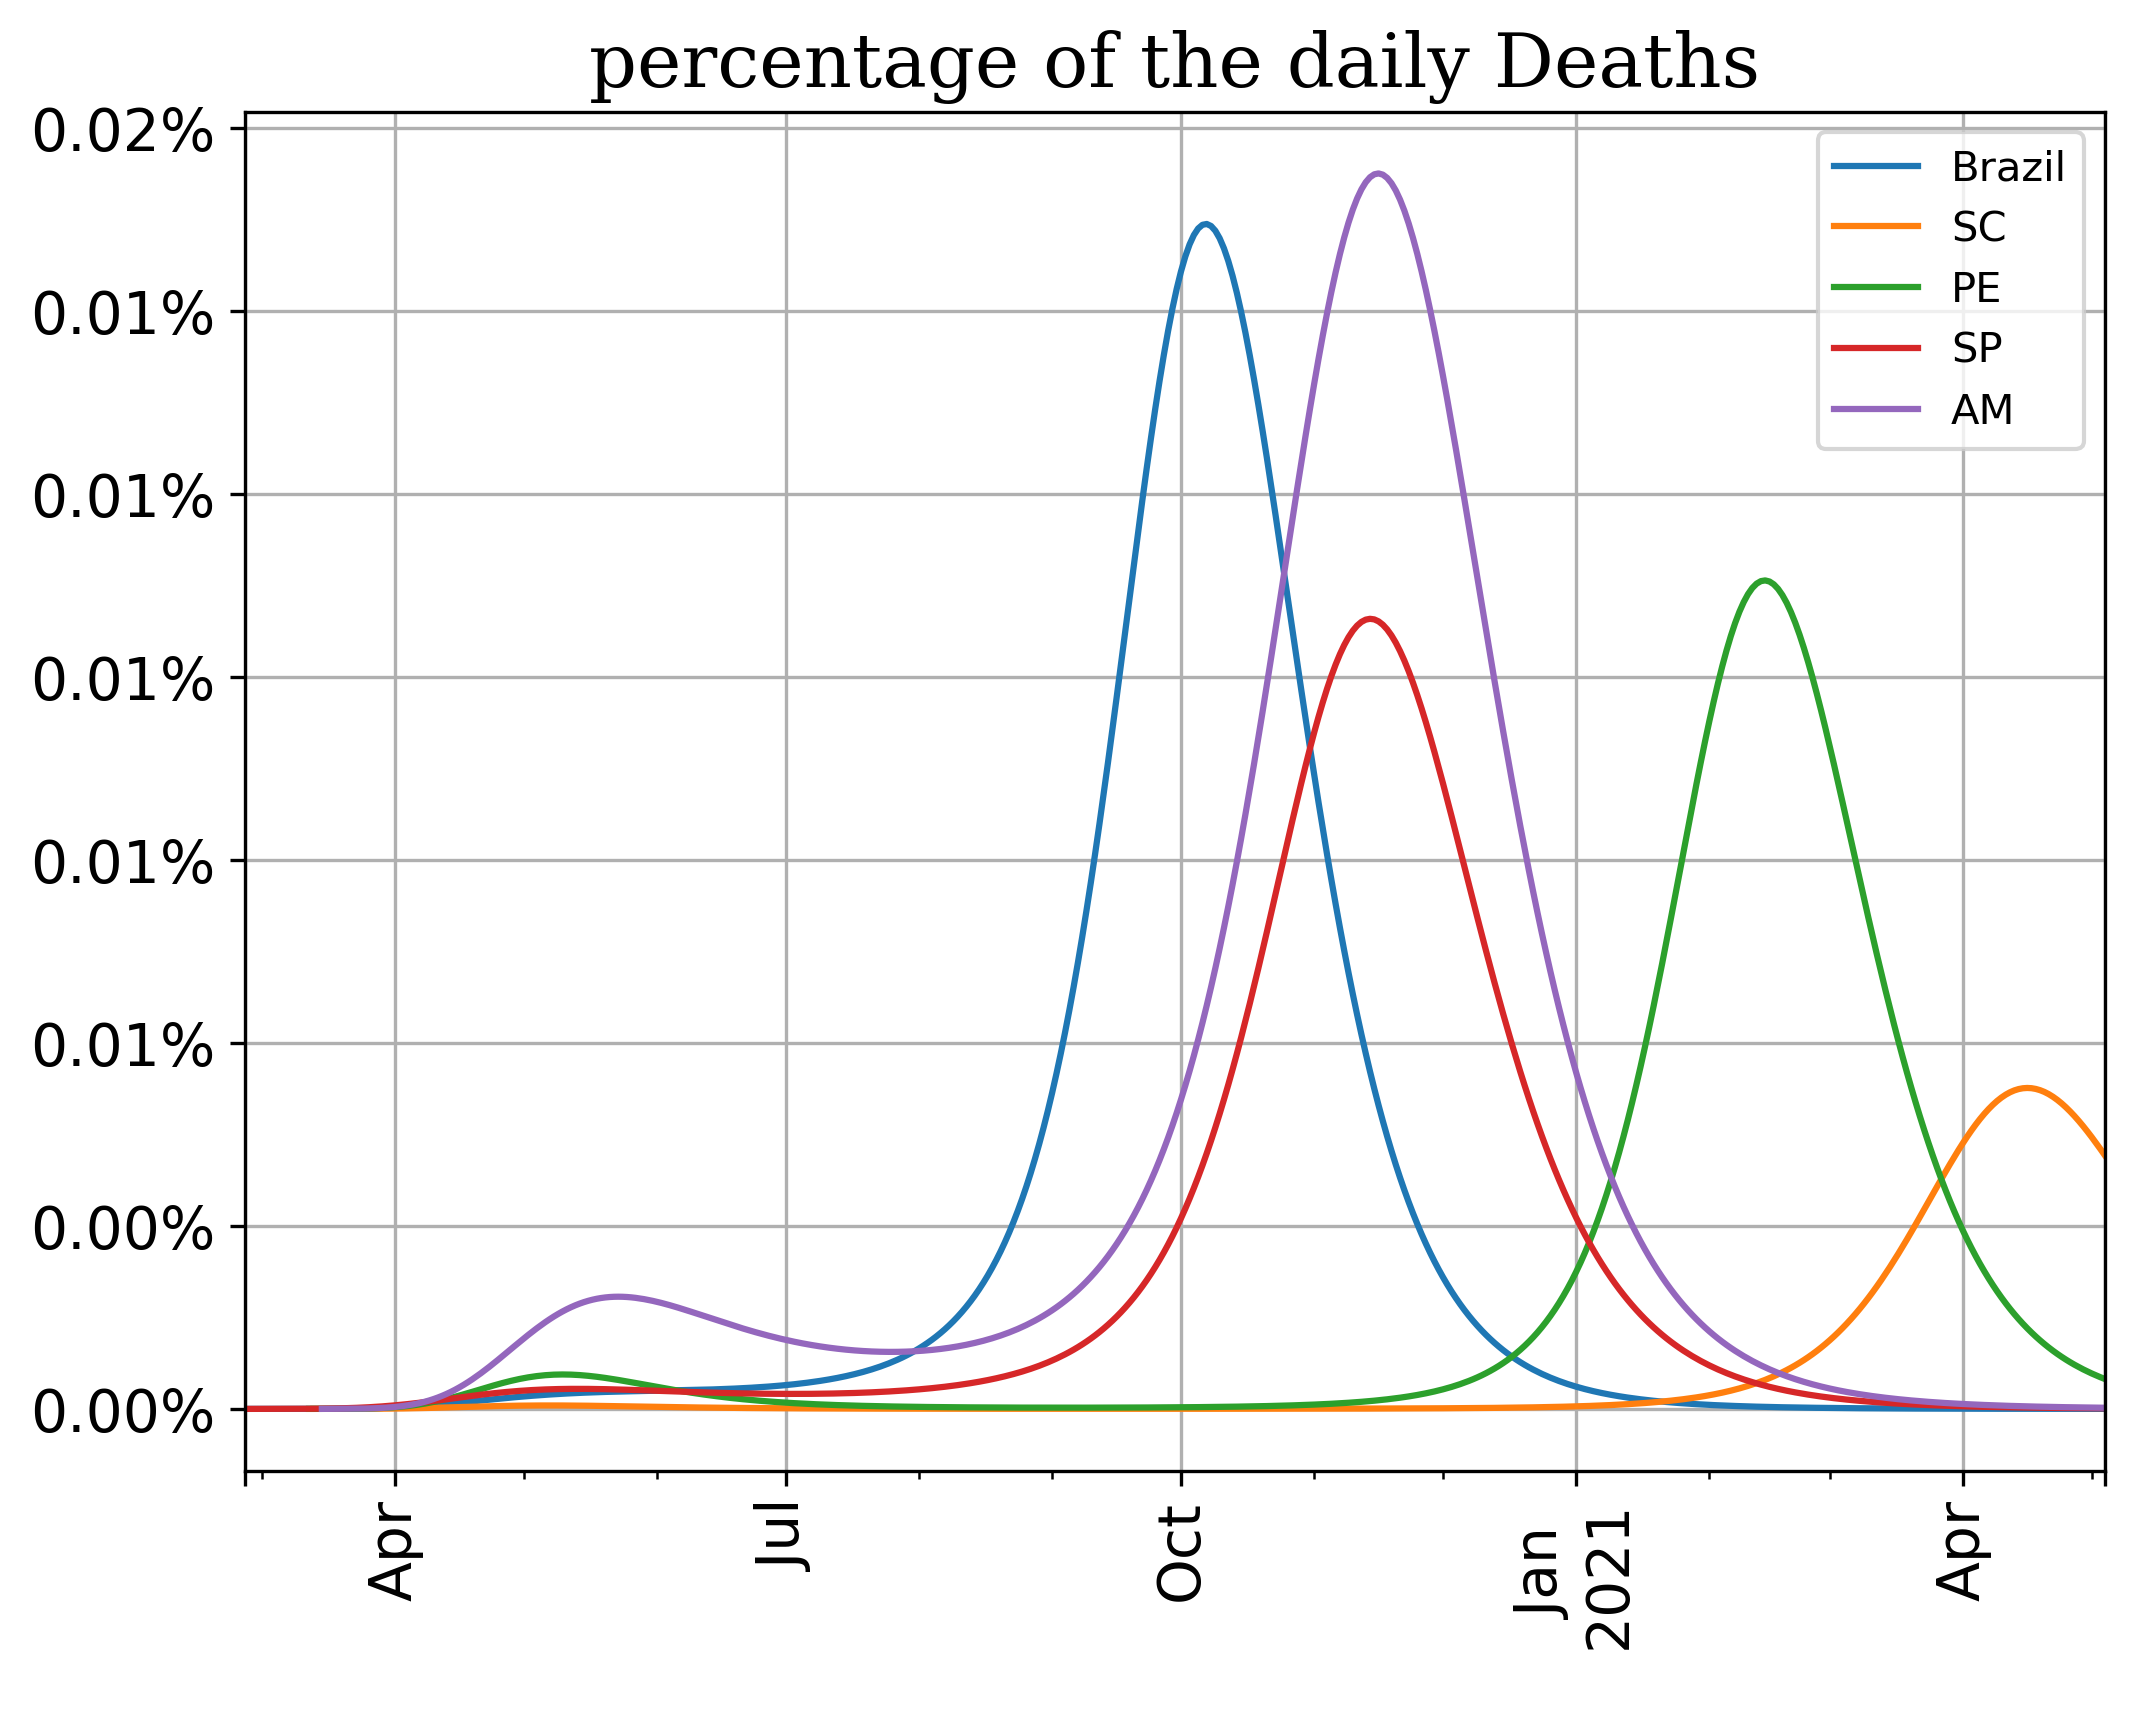 percentage of the daily Deaths
0.02%
0.01%
0.01%
0.01%
0.01%
0.01%
0.00%
0.00%
Brazil
SC
PE
SP
AM
Apr
Jul
Oct
Jan
2021
Apr